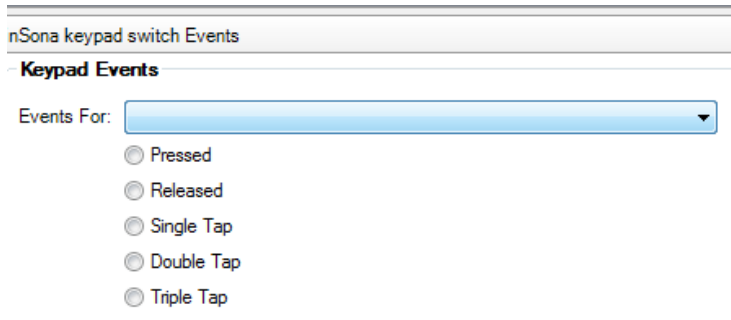 nSona keypad switch Events
Keypad Events
Events For:
Pressed
Released
Single Tap
Double Tap
Triple Tap